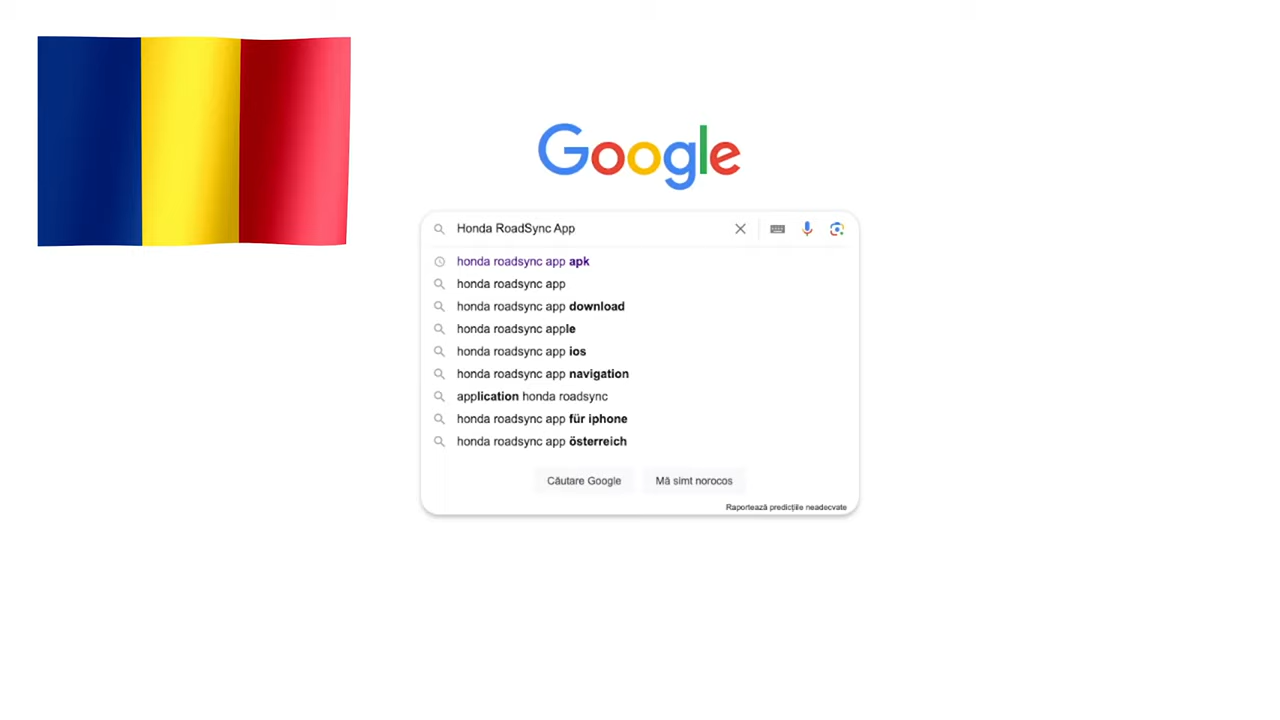 Google
Honda RoadSync App
honda roadsync app apk
honda roadsync app
honda roadsync app download
honda roadsync apple
honda roadsync app ios
honda roadsync app navigation
application honda roadsync
honda roadsync app für iphone
honda roadsync app österreich
Căutare Google
Mă simt norocos
Raportează predicțiile neadecvate